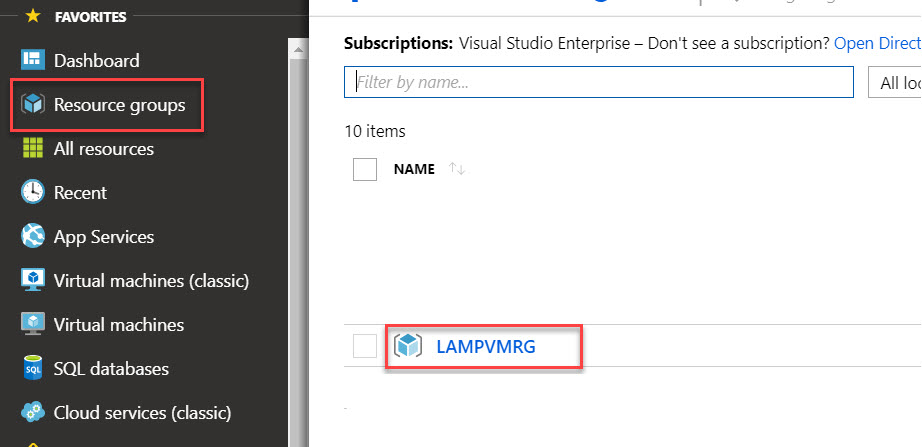 FAVORITES
Dashboard
Resource groups
All resources
Recent
App Services
Virtual machines (classic)
Virtual machines
SQL databases
Cloud services (classic)
Subscriptions: Visual Studio Enterprise – Don't see a subscription? Open Direct
Filter by name...
All loc
10 items
NAME
LAMPVMRG